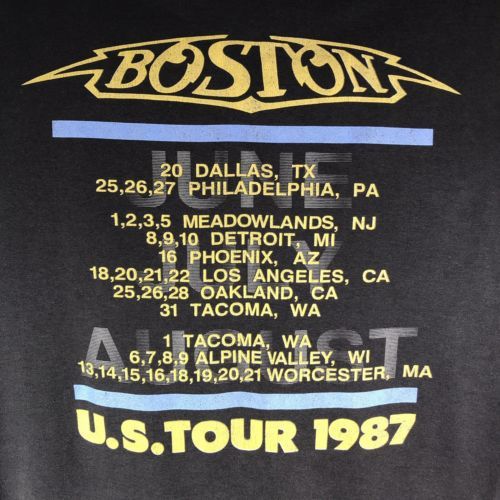 BOSTON
JUNE
20 DALLAS, TX
25,26,27 PHILADELPHIA, PA
1,2,3,5 MEADOWLANDS, NJ
8,9,10 DETROIT, MI
JULY
16 PHOENIX, AZ
18,20,21,22 LOS ANGELES, CA
25,26,28 OAKLAND, CA
31 TACOMA, WA
AUGUST
1 TACOMA, WA
6,7,8,9 ALPINE VALLEY, WI
13,14,15,16,18,19,20,21 WORCESTER, MA
U.S. TOUR 1987